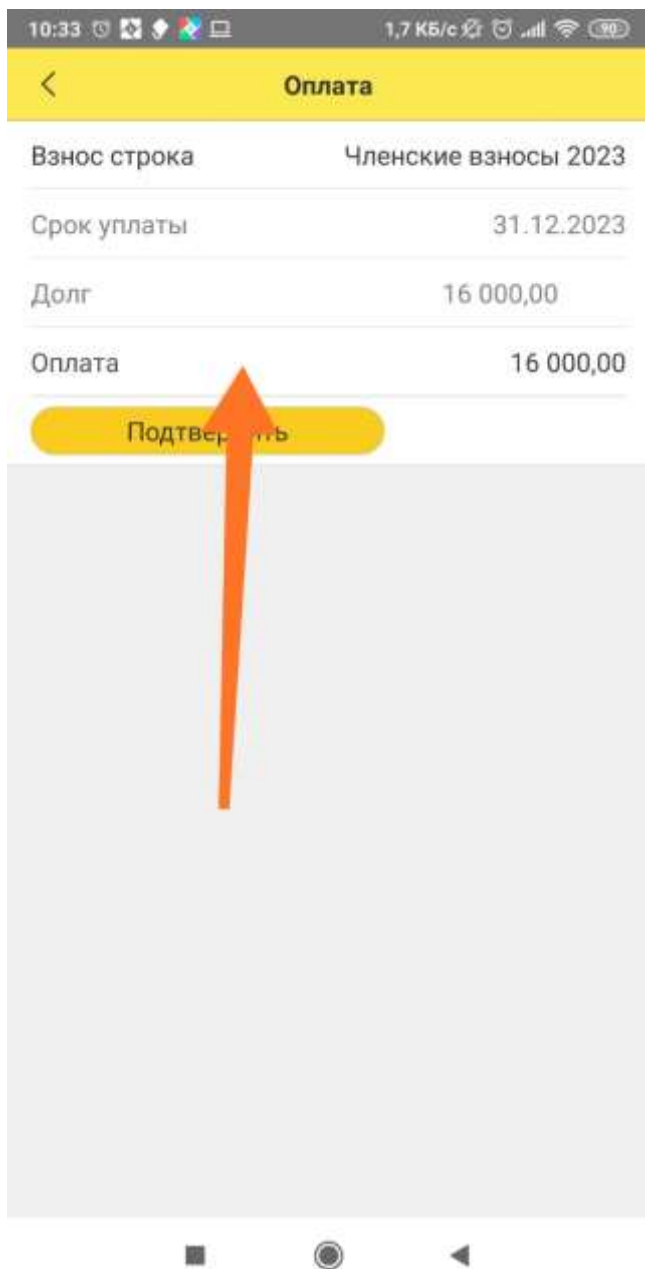 10:33 1,7 КБ/с 90
Оплата
Взнос строка Членские взносы 2023
Срок уплаты 31.12.2023
Долг 16 000,00
Оплата 16 000,00